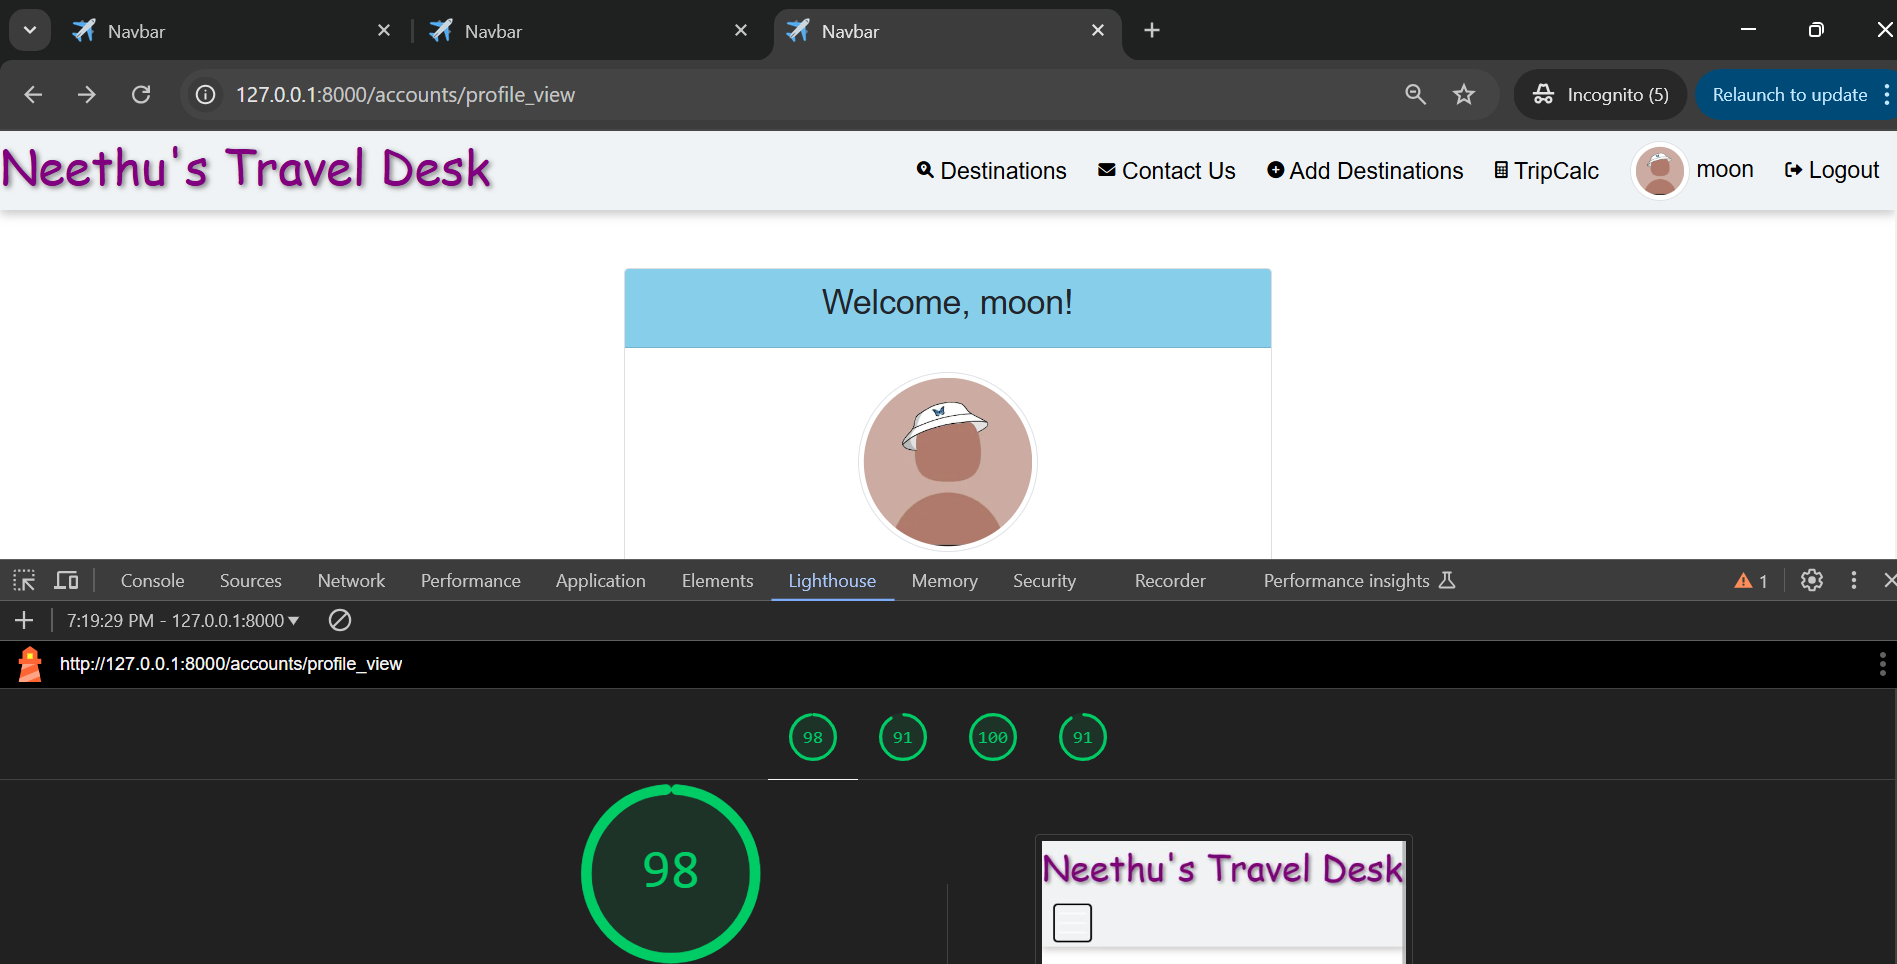 Navbar
Navbar
Navbar
127.0.0.1:8000/accounts/profile_view
Incognito (5)
Relaunch to update
Neethu's Travel Desk
Destinations
Contact Us
Add Destinations
TripCalc
moon
Logout
Welcome, moon!
Console
Sources
Network
Performance
Application
Elements
Lighthouse
Memory
Security
Recorder
Performance insights
1
7:19:29 PM - 127.0.0.1:8000
http://127.0.0.1:8000/accounts/profile_view
98
91
100
91
98
Neethu's Travel Desk